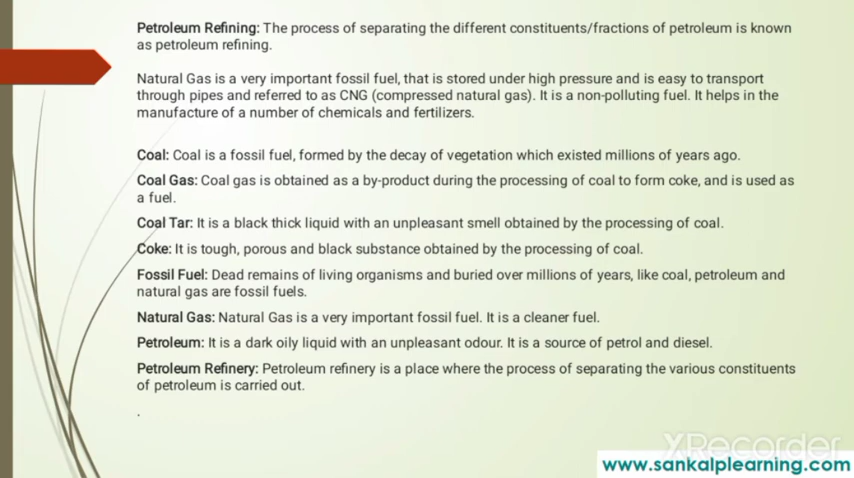 Petroleum Refining: The process of separating the different constituents/fractions of petroleum is known
as petroleum refining.
Natural Gas is a very important fossil fuel, that is stored under high pressure and is easy to transport
through pipes and referred to as CNG (compressed natural gas). It is a non-polluting fuel. It helps in the
manufacture of a number of chemicals and fertilizers.
Coal: Coal is a fossil fuel, formed by the decay of vegetation which existed millions of years ago.
Coal Gas: Coal gas is obtained as a by-product during the processing of coal to form coke, and is used as
a fuel.
Coal Tar: It is a black thick liquid with an unpleasant smell obtained by the processing of coal.
Coke: It is tough, porous and black substance obtained by the processing of coal.
Fossil Fuel: Dead remains of living organisms and buried over millions of years, like coal, petroleum and
natural gas are fossil fuels.
Natural Gas: Natural Gas is a very important fossil fuel. It is a cleaner fuel.
Petroleum: It is a dark oily liquid with an unpleasant odour. It is a source of petrol and diesel.
Petroleum Refinery: Petroleum refinery is a place where the process of separating the various constituents
of petroleum is carried out.
.
XRecorder
www.sankalplearning.com